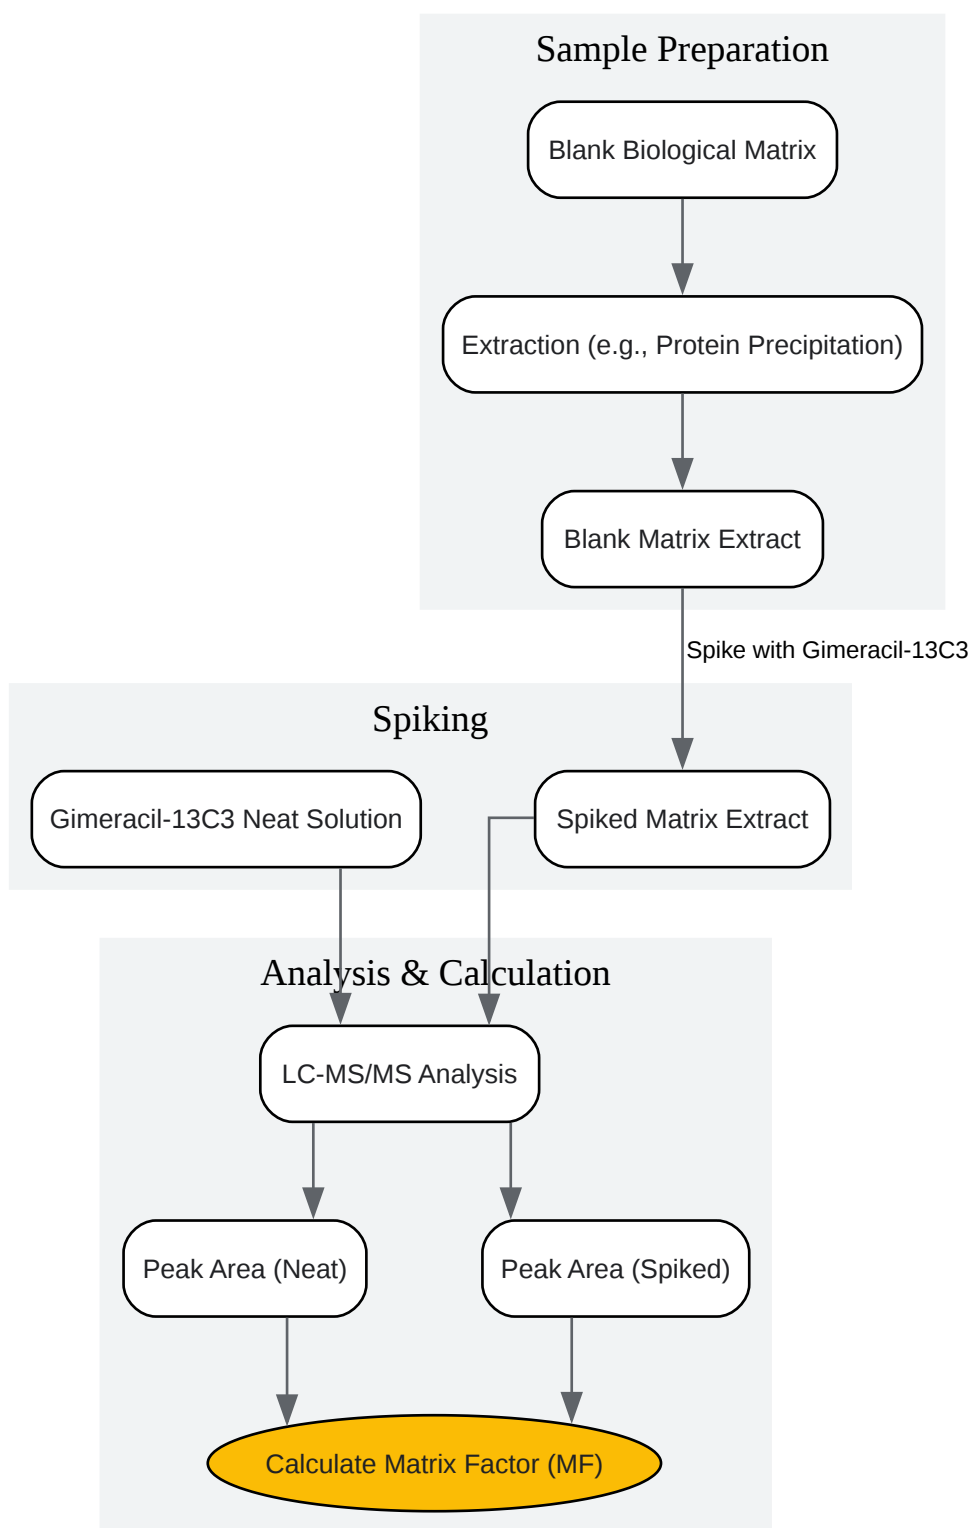 Sample Preparation
Blank Biological Matrix
Extraction (e.g., Protein Precipitation)
Blank Matrix Extract
Spike with Gimeracil-13C3
Spiking
Gimeracil-13C3 Neat Solution
Spiked Matrix Extract
Analysis & Calculation
LC-MS/MS Analysis
Peak Area (Neat)
Peak Area (Spiked)
Calculate Matrix Factor (MF)